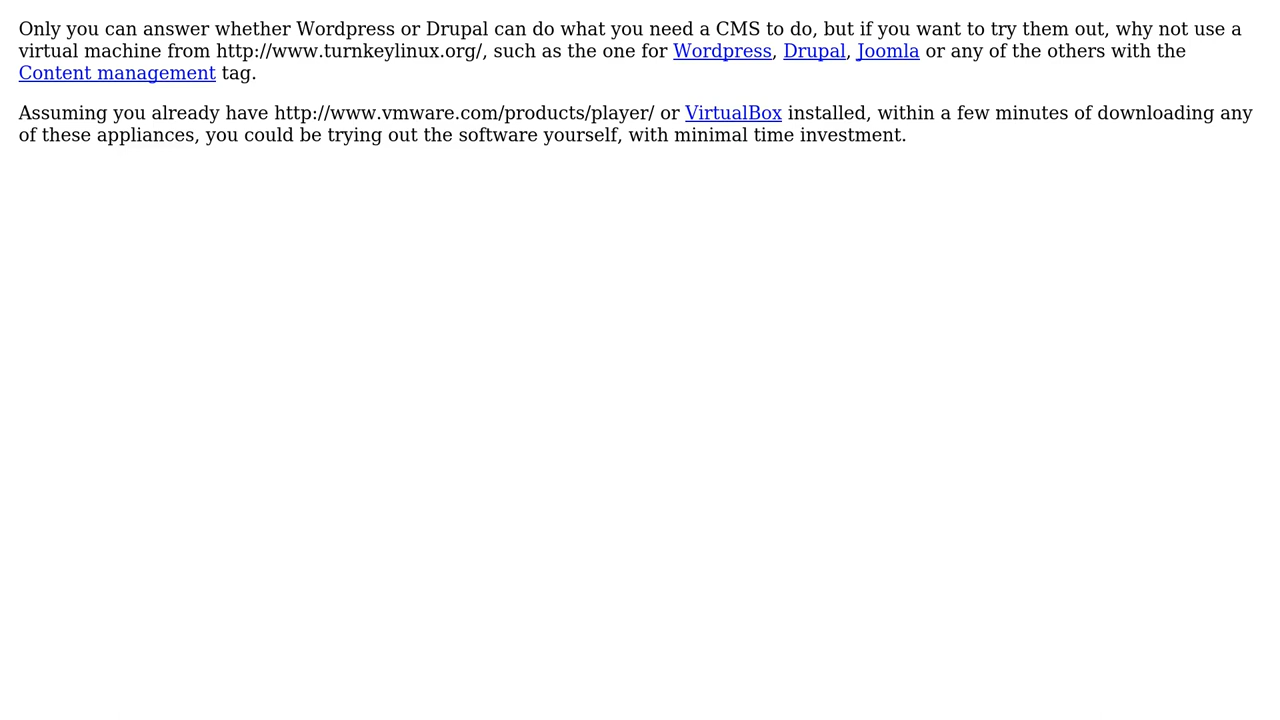 Only you can answer whether Wordpress or Drupal can do what you need a CMS to do, but if you want to try them out, why not use a
virtual machine from http://www.turnkeylinux.org/, such as the one for Wordpress, Drupal, Joomla or any of the others with the
Content management tag.
Assuming you already have http://www.vmware.com/products/player/ or VirtualBox installed, within a few minutes of downloading any
of these appliances, you could be trying out the software yourself, with minimal time investment.